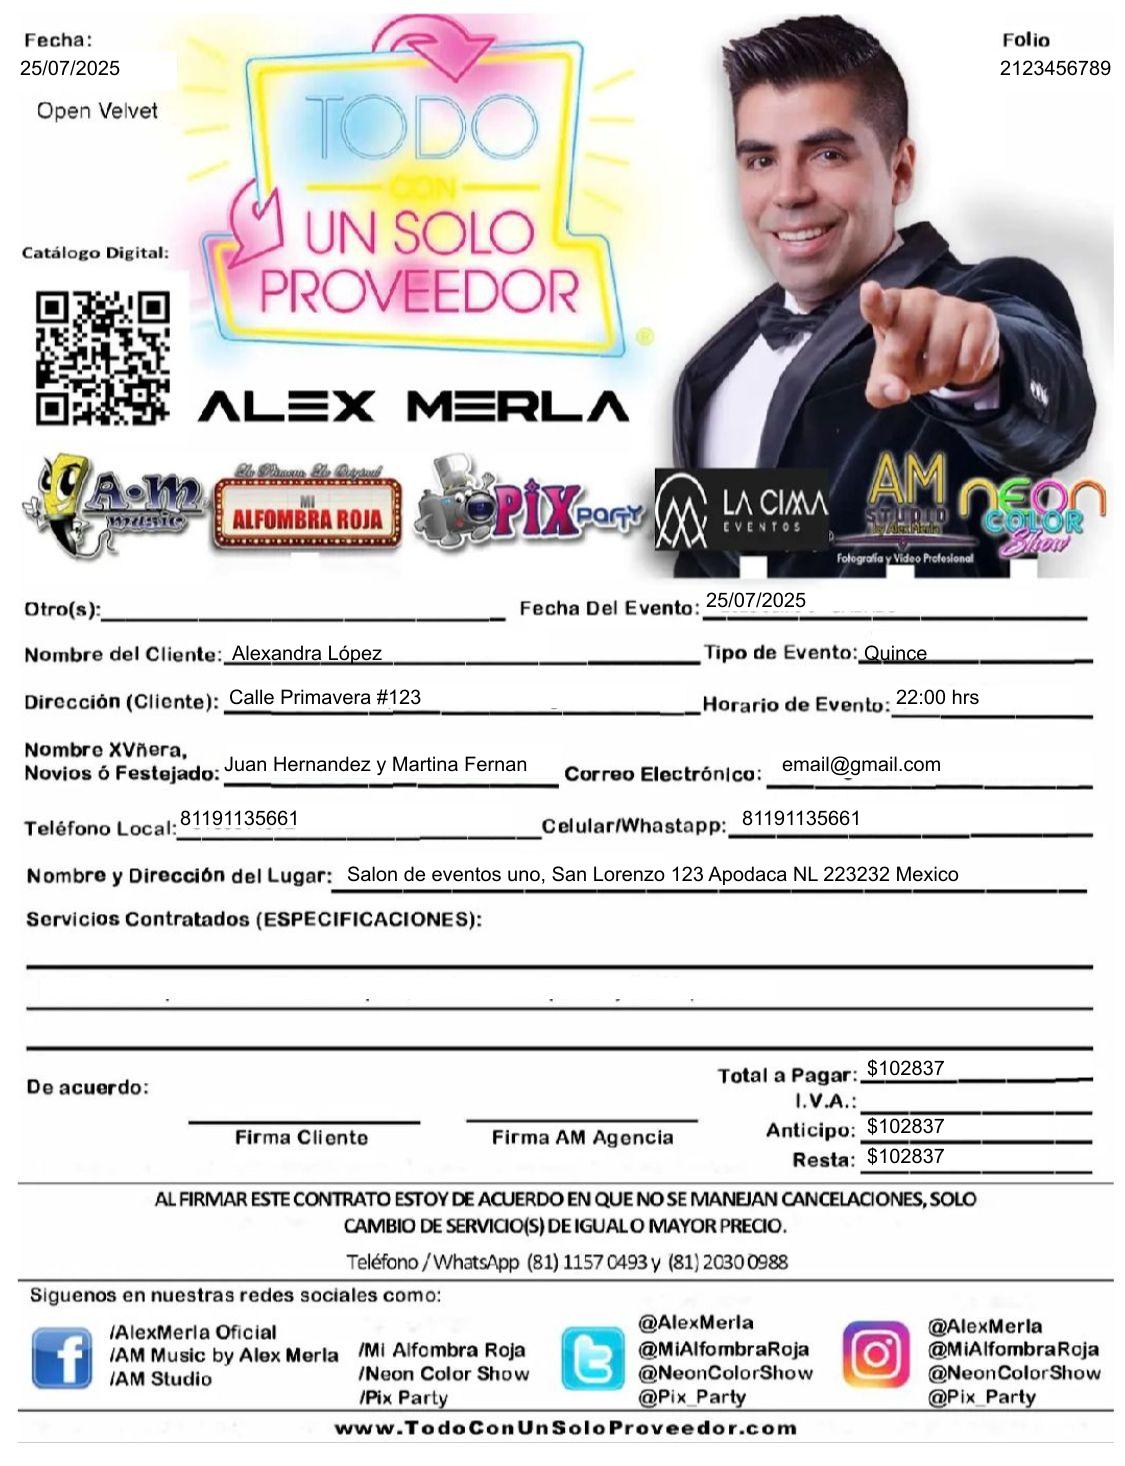 Fecha:
25/07/2025
Folio
2123456789
Open Velvet
TODO
CON
UN SOLO
PROVEEDOR
®
Catálogo Digital:
ALEX MERLA
A·M
music
La Primera, La Original
MI
ALFOMBRA ROJA
PIX PARTY
LA CIMA
EVENTOS
AM
STUDIO
by Alex Merla
Fotografía y Video Profesional
NEON
COLOR
Show
Otro(s):
Fecha Del Evento: 25/07/2025
Nombre del Cliente: Alexandra López
Tipo de Evento: Quince
Dirección (Cliente): Calle Primavera #123
Horario de Evento: 22:00 hrs
Nombre XVñera,
Novios ó Festejado: Juan Hernandez y Martina Fernan
Correo Electrónico: email@gmail.com
Teléfono Local: 81191135661
Celular/Whastapp: 81191135661
Nombre y Dirección del Lugar: Salon de eventos uno, San Lorenzo 123 Apodaca NL 223232 Mexico
Servicios Contratados (ESPECIFICACIONES):
De acuerdo:
Firma Cliente
Firma AM Agencia
Total a Pagar: $102837
I.V.A.:
Anticipo: $102837
Resta: $102837
AL FIRMAR ESTE CONTRATO ESTOY DE ACUERDO EN QUE NO SE MANEJAN CANCELACIONES, SOLO
CAMBIO DE SERVICIO(S) DE IGUAL O MAYOR PRECIO.
Teléfono / WhatsApp (81) 1157 0493 y (81) 2030 0988
Siguenos en nuestras redes sociales como:
/AlexMerla Oficial
/AM Music by Alex Merla
/AM Studio
/Mi Alfombra Roja
/Neon Color Show
/Pix Party
@AlexMerla
@MiAlfombraRoja
@NeonColorShow
@Pix_Party
@AlexMerla
@MiAlfombraRoja
@NeonColorShow
@Pix_Party
www.TodoConUnSoloProveedor.com